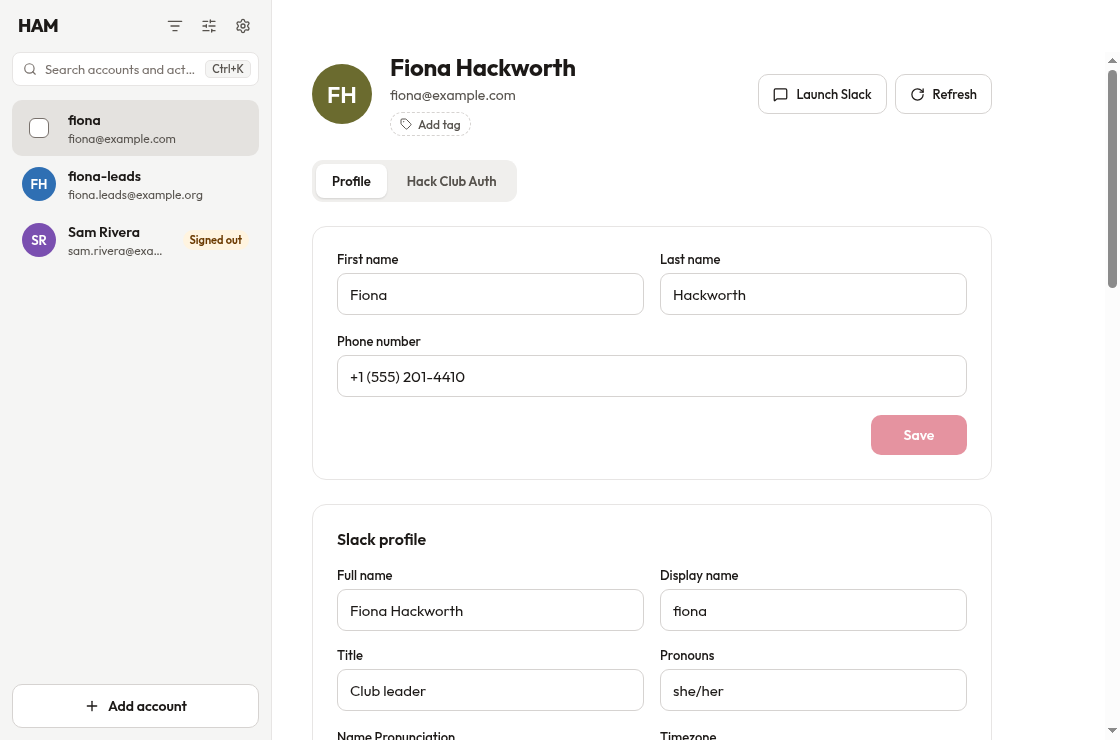 HAM
Search accounts and act... Ctrl+K
fiona
fiona@example.com
FH
fiona-leads
fiona.leads@example.org
SR
Sam Rivera
sam.rivera@exa...
Signed out
+ Add account
FH
Fiona Hackworth
fiona@example.com
Add tag
Launch Slack
Refresh
Profile
Hack Club Auth
First name
Last name
Fiona
Hackworth
Phone number
+1 (555) 201-4410
Save
Slack profile
Full name
Display name
Fiona Hackworth
fiona
Title
Pronouns
Club leader
she/her
Name Pronunciation
Timezone